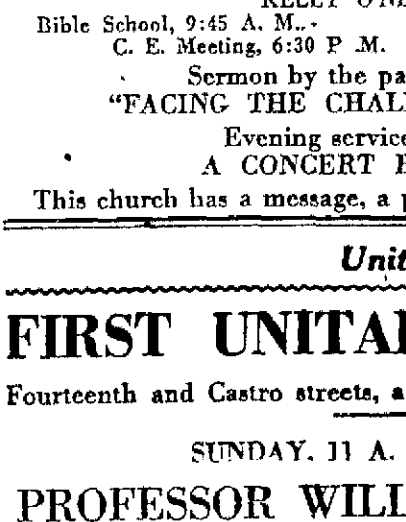 Bible School, 9:45 A. M.
C. E. Meeting, 6:30 P .M.
Sermon by the pa
"FACING THE CHAL
Evening service
A CONCERT
This church has a message, a
Unit
FIRST UNITA
Fourteenth and Castro streets, a
SUNDAY. 11 A.
PROFESSOR WILL